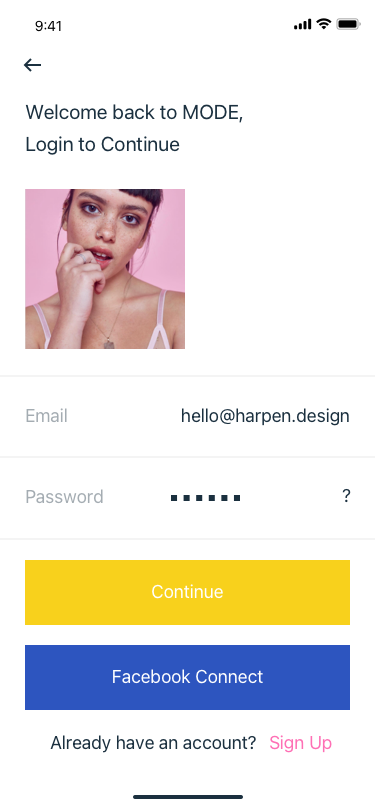 9:41
Welcome back to MODE,
Login to Continue
Email hello@harpen.design
Password ?
Continue
Facebook Connect
Already have an account? Sign Up